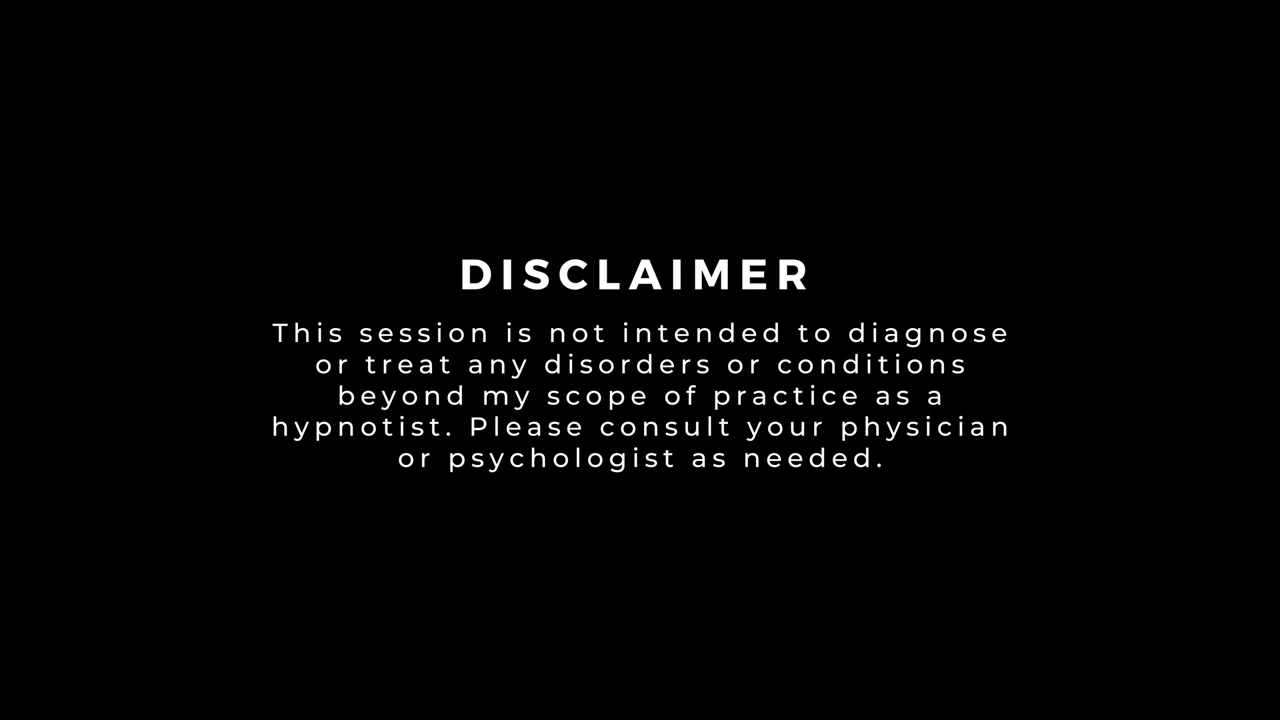 DISCLAIMER
This session is not intended to diagnose
or treat any disorders or conditions
beyond my scope of practice as a
hypnotist. Please consult your physician
or psychologist as needed.